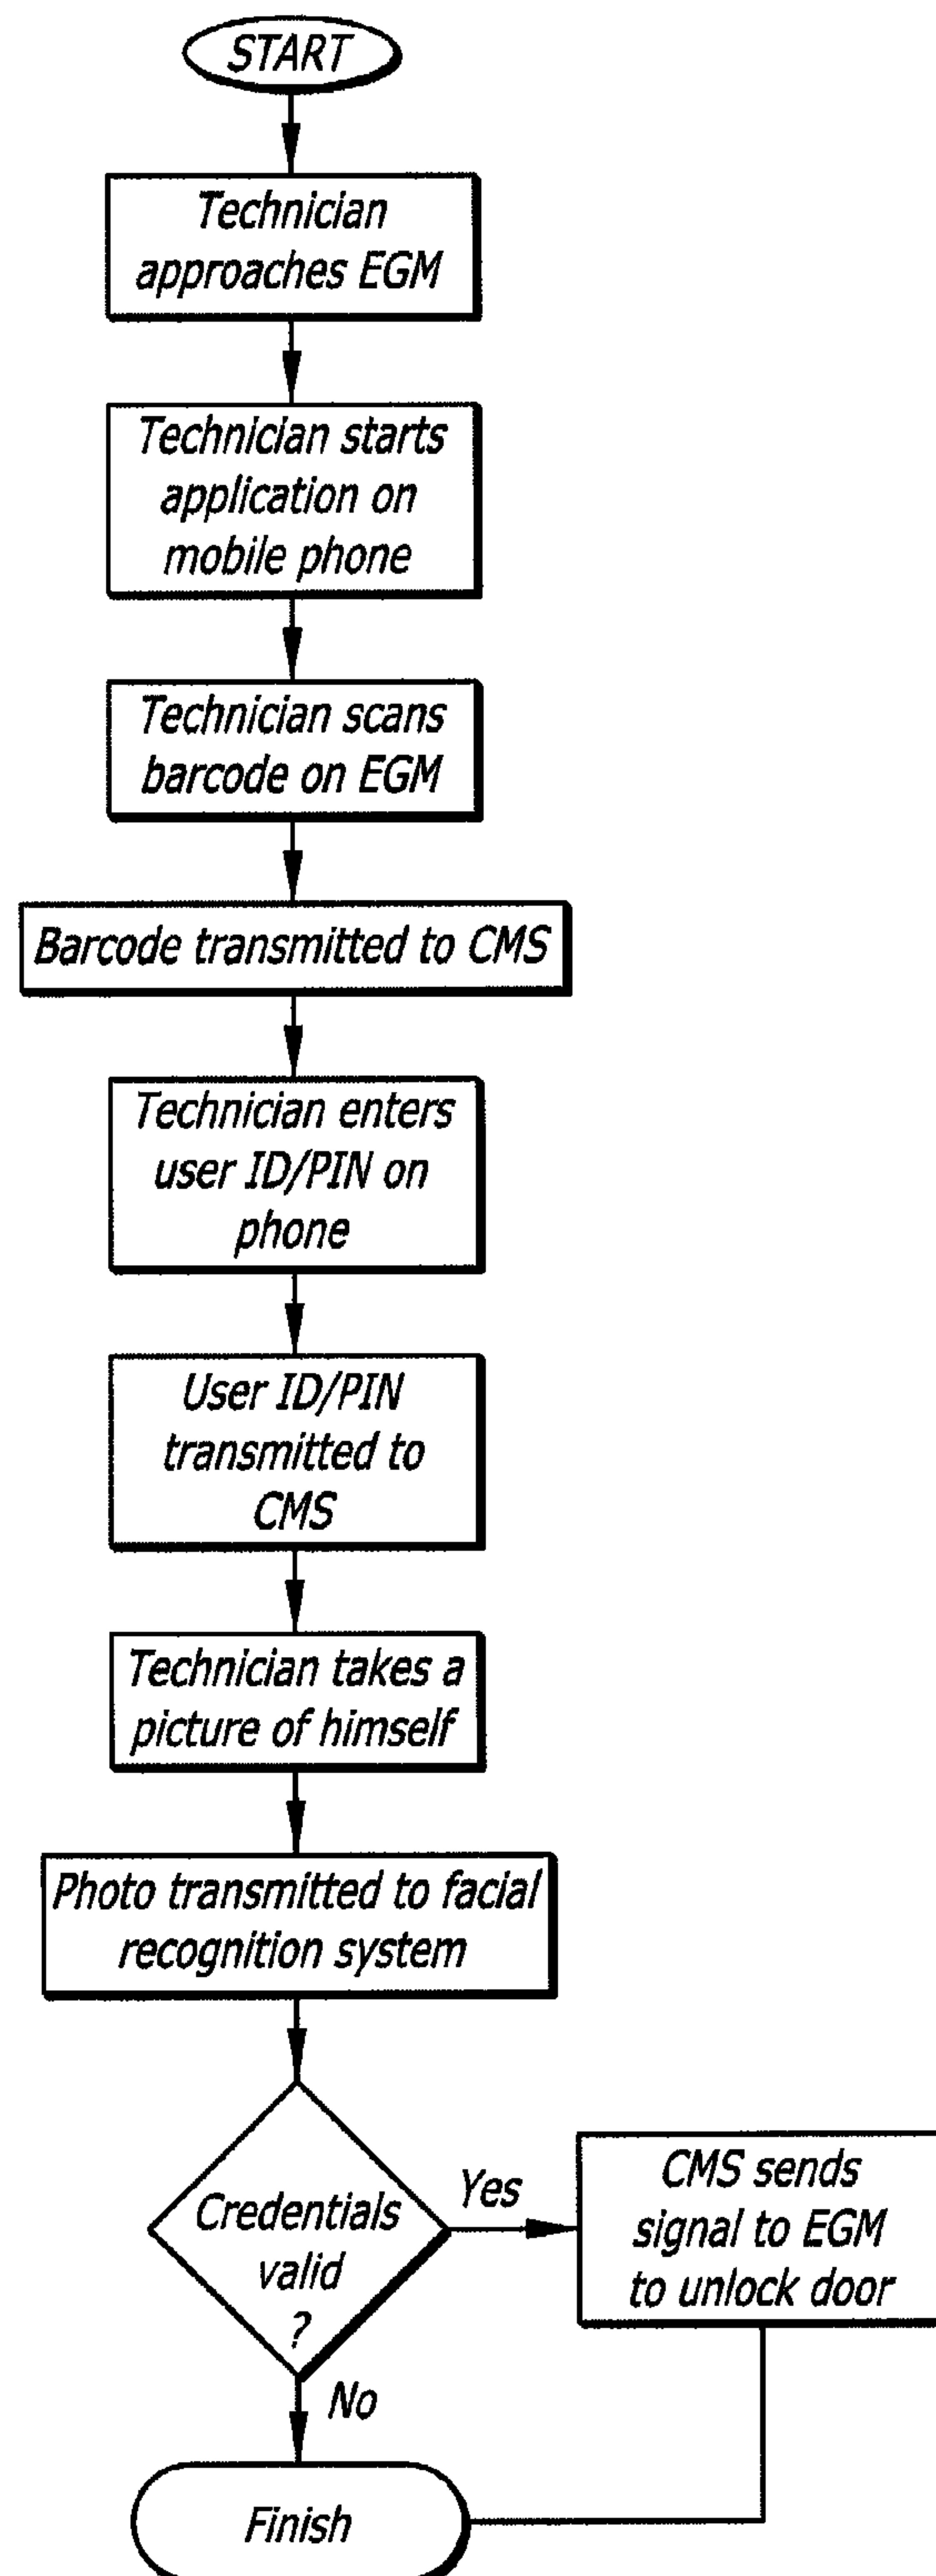 START
Technician
approaches EGM
Technician starts
application on
mobile phone
Technician scans
barcode on EGM
Barcode transmitted to CMS
Technician enters
user ID/PIN on
phone
User ID/PIN
transmitted to
CMS
Technician takes a
picture of himself
Photo transmitted to facial
recognition system
Credentials
valid
?
Yes
CMS sends
signal to EGM
to unlock door
No
Finish